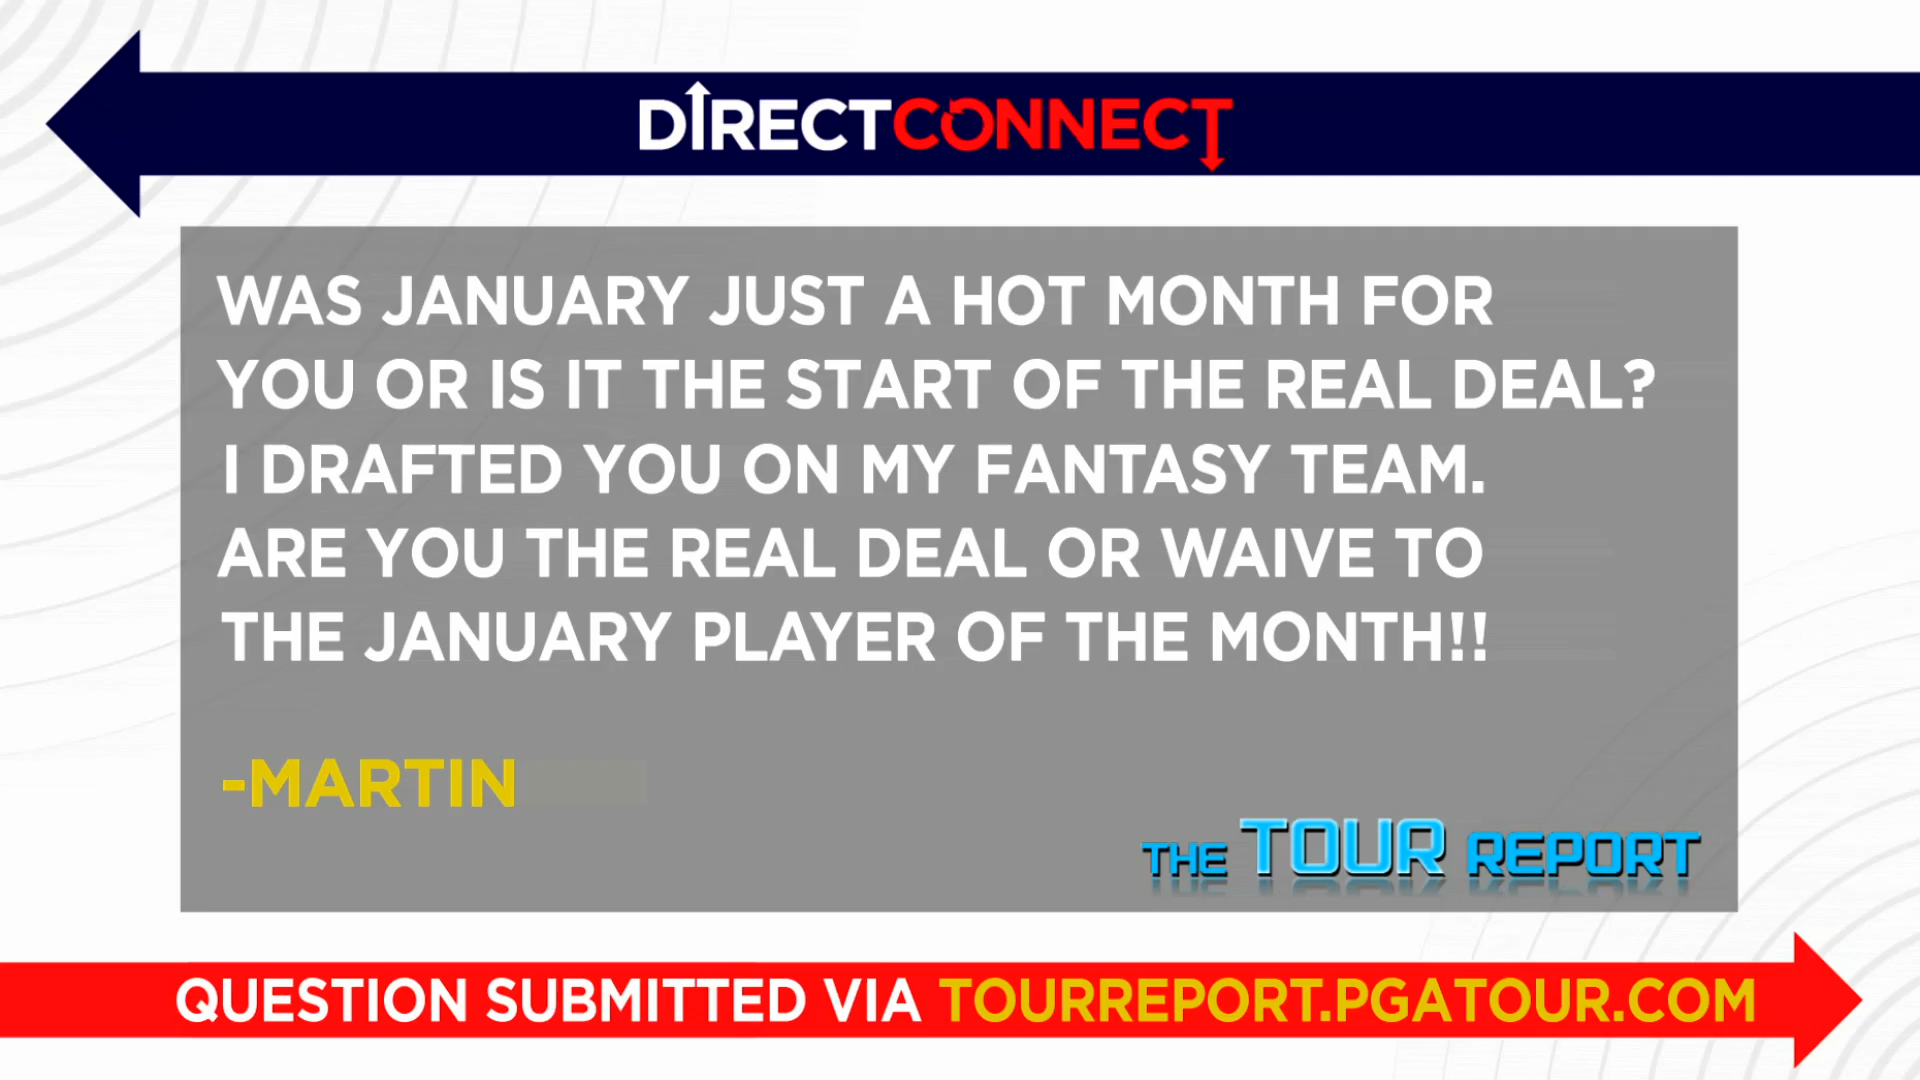 DIRECTCONNECT
WAS JANUARY JUST A HOT MONTH FOR
YOU OR IS IT THE START OF THE REAL DEAL?
I DRAFTED YOU ON MY FANTASY TEAM.
ARE YOU THE REAL DEAL OR WAIVE TO
THE JANUARY PLAYER OF THE MONTH!!
-MARTIN
THE TOUR REPORT
QUESTION SUBMITTED VIA TOURREPORT.PGATOUR.COM